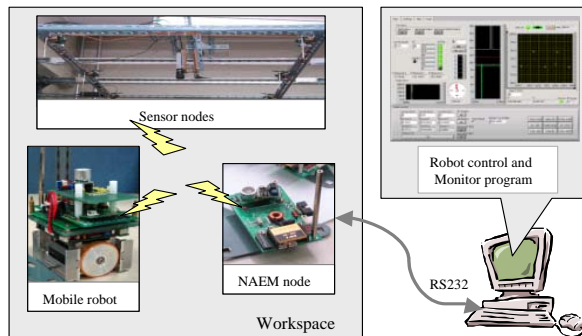 Sensor nodes
Mobile robot
NAEM node
Workspace
Robot control and
Monitor program
RS232